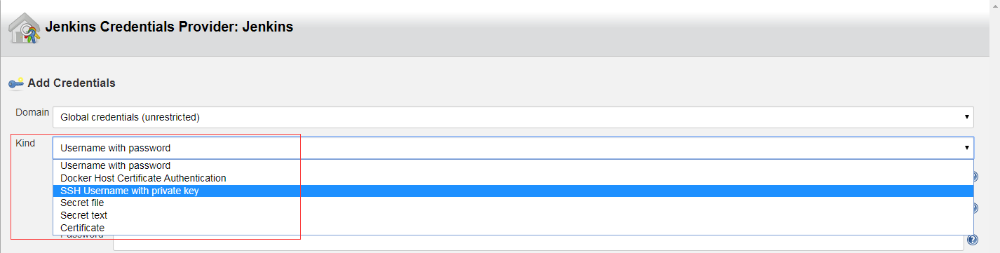 Jenkins Credentials Provider: Jenkins
Add Credentials
Domain
Global credentials (unrestricted)
Kind
Username with password
Username with password
Docker Host Certificate Authentication
SSH Username with private key
Secret file
Secret text
Certificate
Password